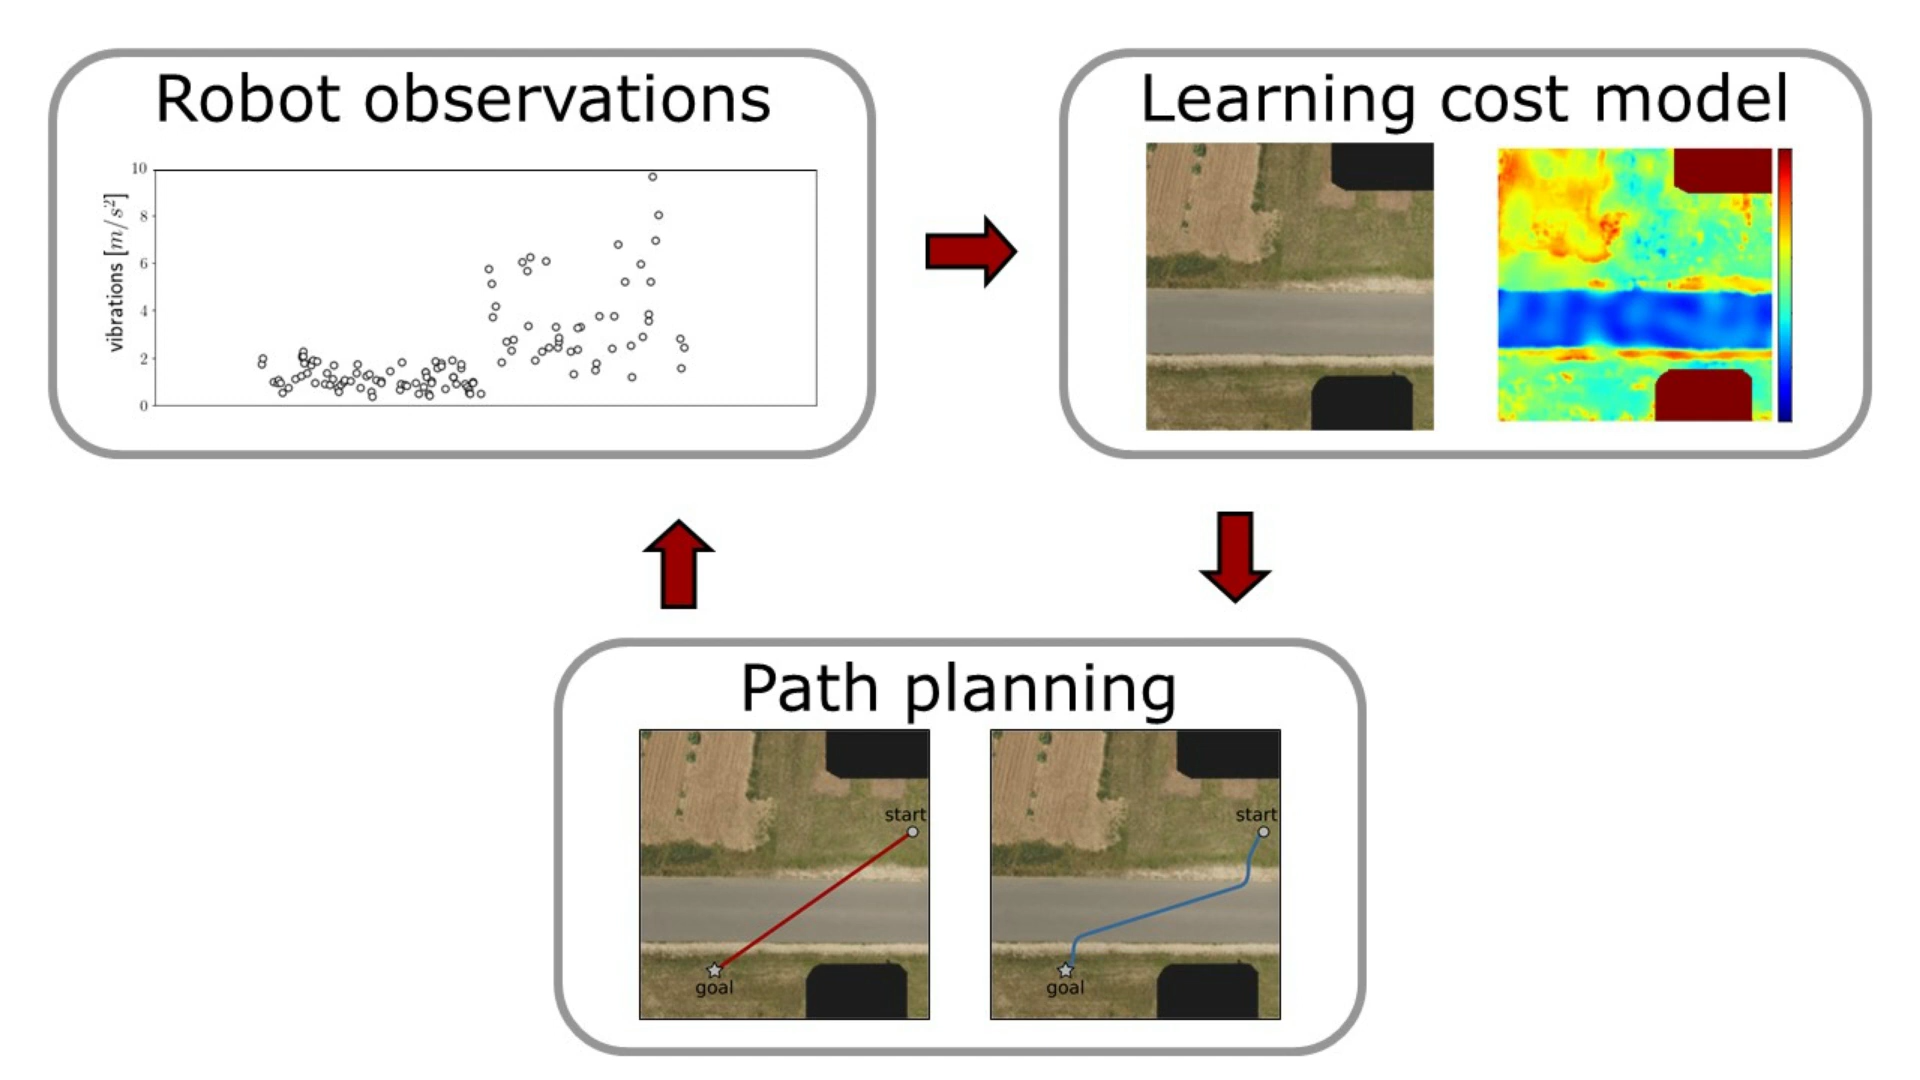 Robot observations
10
8
6
4
2
0
vibrations [m/s²]
Learning cost model
Path planning
start
goal
start
goal